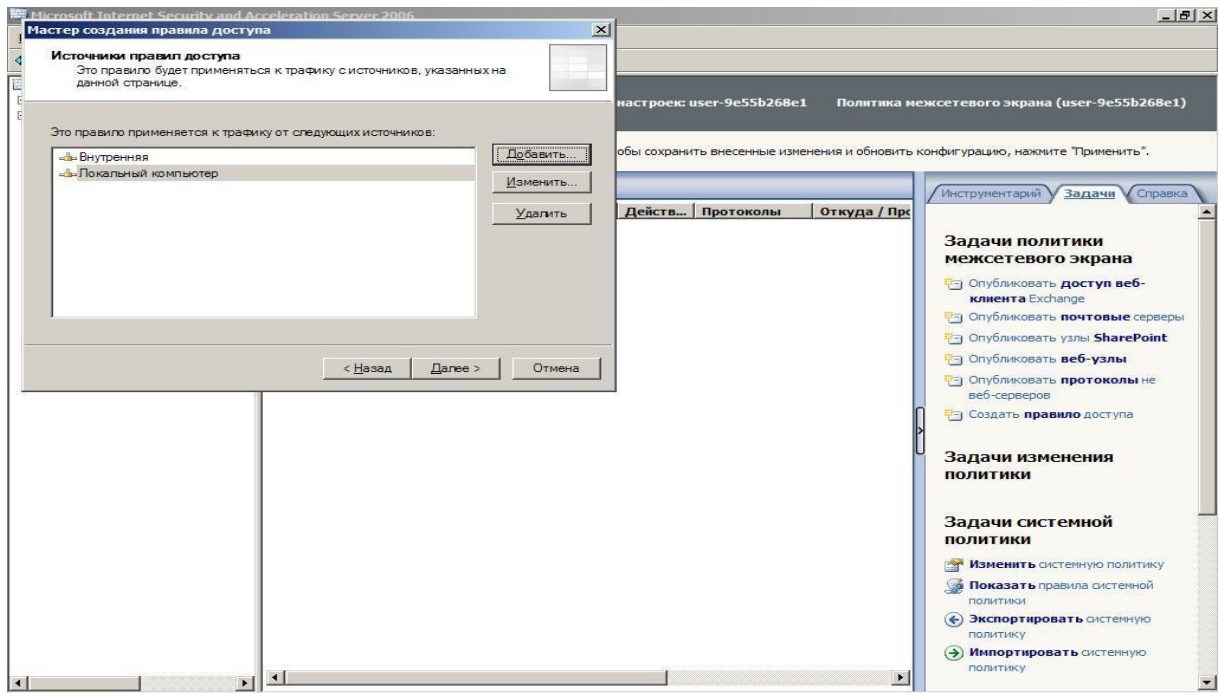 Microsoft Internet Security and Acceleration Server 2006
Мастер создания правила доступа
Источники правил доступа
Это правило будет применяться к трафику с источников, указанных на
данной странице.
Это правило применяется к трафику от следующих источников:
Внутренняя
Локальный компьютер
Добавить...
Изменить...
Удалить
< Назад
Далее >
Отмена
настроек: user-9e55b268e1
Политика межсетевого экрана (user-9e55b268e1)
обы сохранить внесенные изменения и обновить конфигурацию, нажмите "Применить".
Действ...
Протоколы
Откуда / Про
Инструментарий
Задачи
Справка
Задачи политики
межсетевого экрана
Опубликовать доступ веб-
клиента Exchange
Опубликовать почтовые серверы
Опубликовать узлы SharePoint
Опубликовать веб-узлы
Опубликовать протоколы не
веб-серверов
Создать правило доступа
Задачи изменения
политики
Задачи системной
политики
Изменить системную политику
Показать правила системной
политики
Экспортировать системную
политику
Импортировать системную
политику